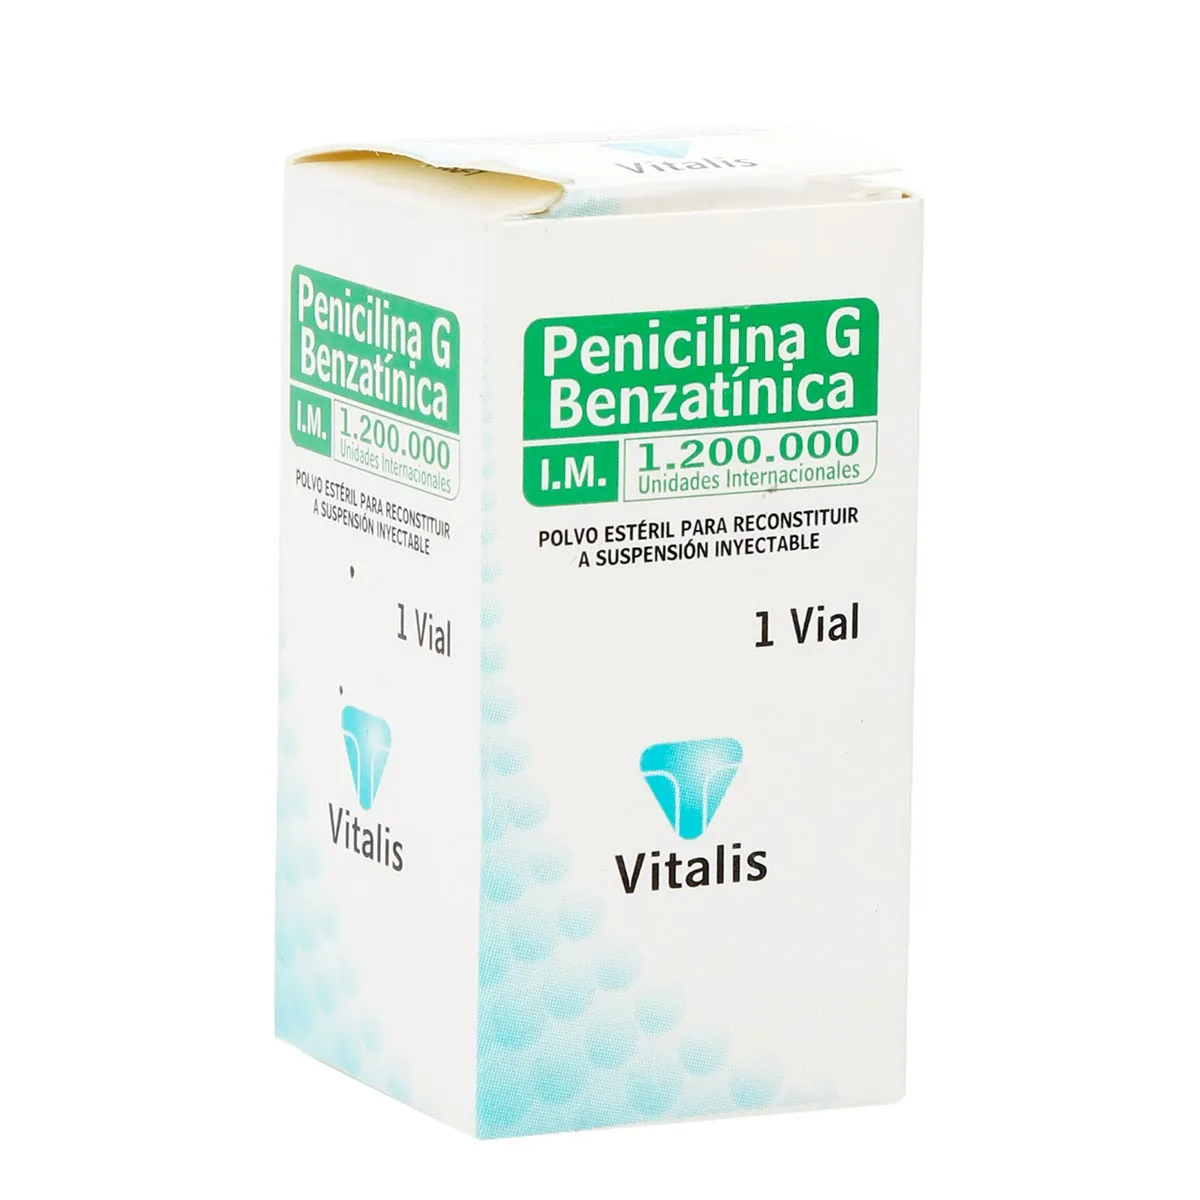 Vitalis
Penicilina G
Benzatínica
I.M.
1.200.000
Unidades Internacionales
POLVO ESTÉRIL PARA RECONSTITUIR
A SUSPENSIÓN INYECTABLE
1 Vial
Vitalis
Penicilina G
Benzatínica
I.M.
1.200.000
Unidades Internacionales
POLVO ESTÉRIL PARA RECONSTITUIR
A SUSPENSIÓN INYECTABLE
1 Vial
Vitalis